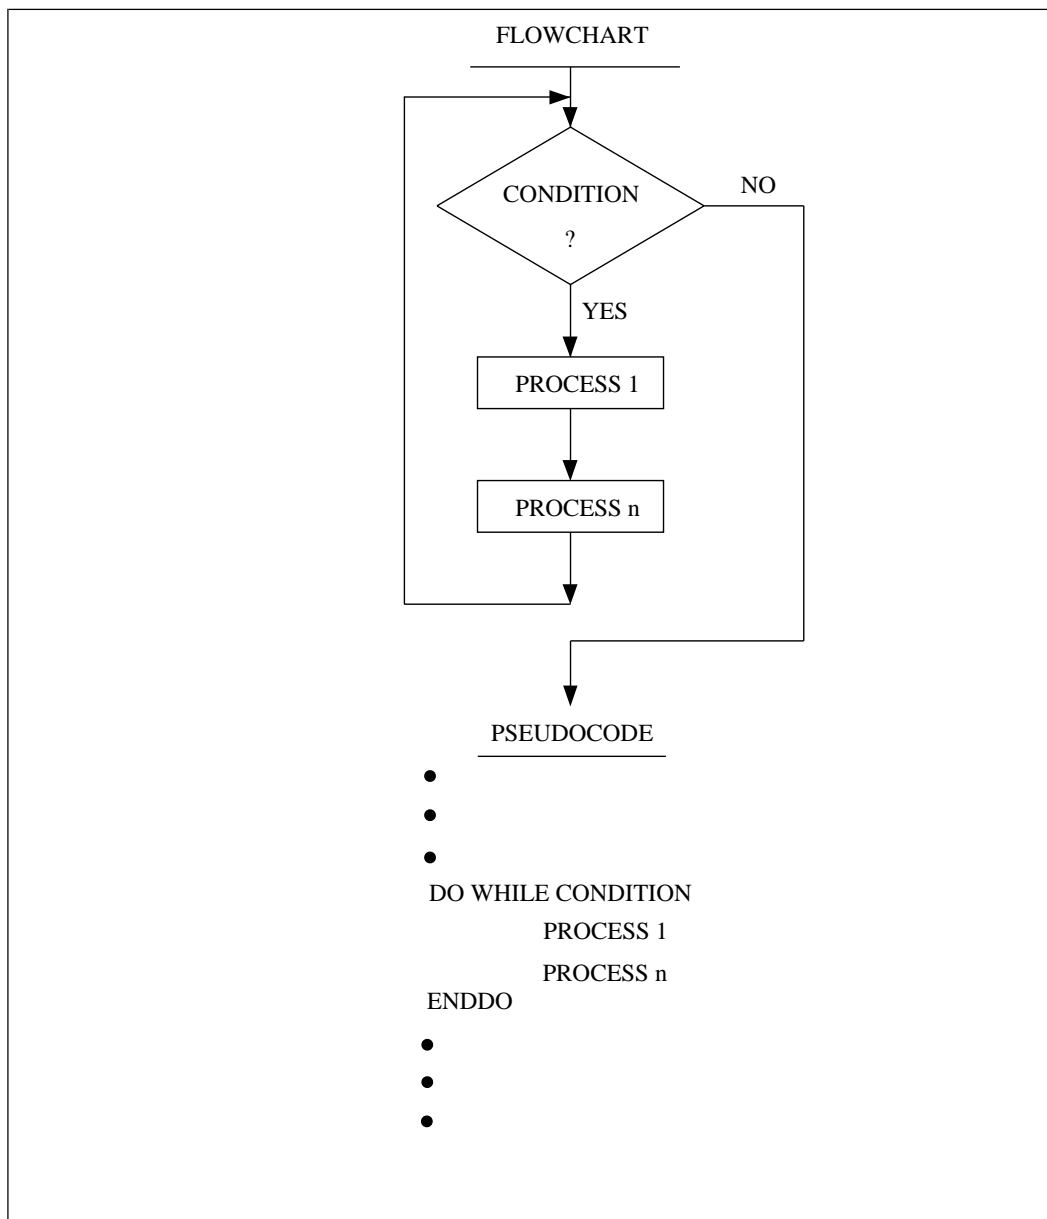 FLOWCHART
CONDITION
?
NO
YES
PROCESS 1
PROCESS n
PSEUDOCODE
DO WHILE CONDITION
PROCESS 1
PROCESS n
ENDDO